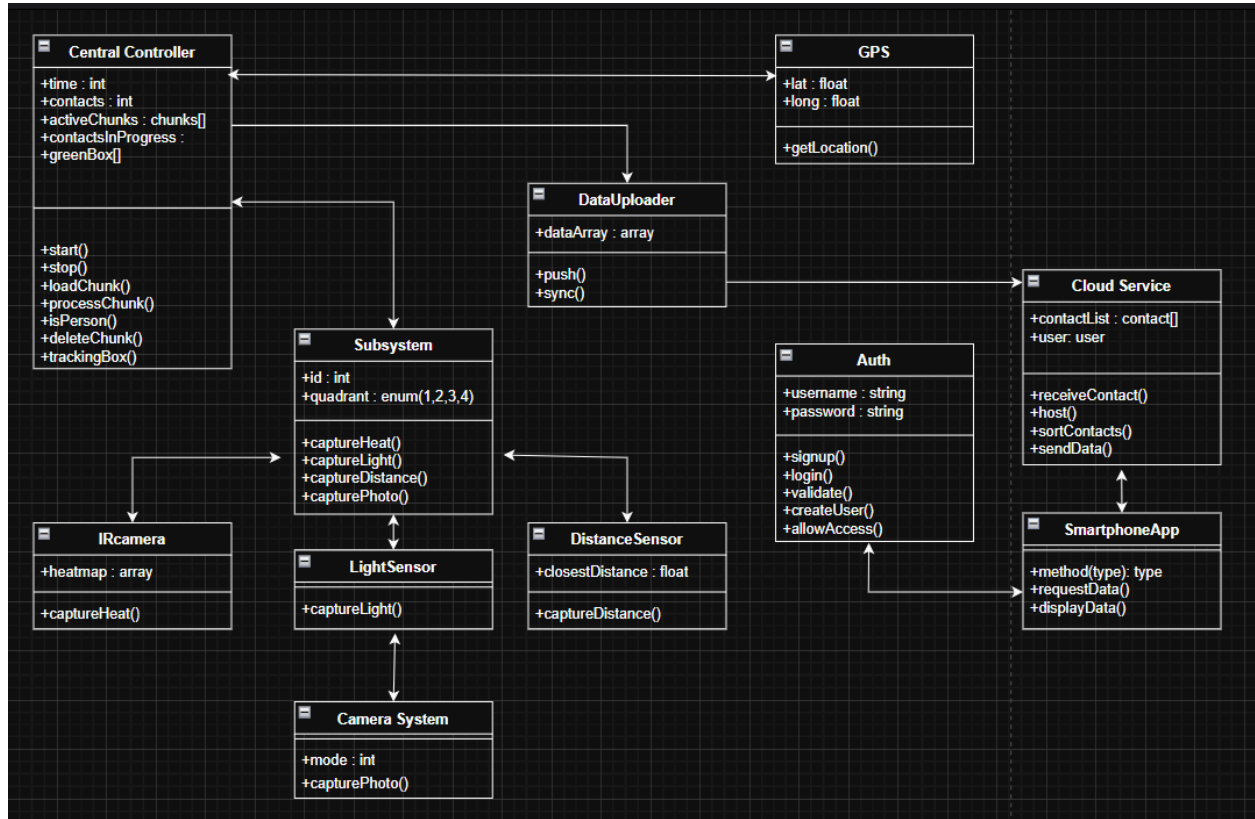 Central Controller
+time : int
+contacts : int
+activeChunks : chunks[]
+contactsInProgress :
+greenBox[]
+start()
+stop()
+loadChunk()
+processChunk()
+isPerson()
+deleteChunk()
+trackingBox()
GPS
+lat : float
+long : float
+getLocation()
DataUploader
+dataArray : array
+push()
+sync()
Cloud Service
+contactList : contact[]
+user: user
+receiveContact()
+host()
+sortContacts()
+sendData()
Subsystem
+id : int
+quadrant : enum(1,2,3,4)
+captureHeat()
+captureLight()
+captureDistance()
+capturePhoto()
Auth
+username : string
+password : string
+signup()
+login()
+validate()
+createUser()
+allowAccess()
IRcamera
+heatmap : array
+captureHeat()
LightSensor
+captureLight()
DistanceSensor
+closestDistance : float
+captureDistance()
SmartphoneApp
+method(type): type
+requestData()
+displayData()
Camera System
+mode : int
+capturePhoto()